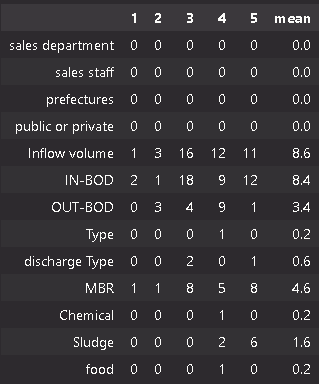 1 2 3 4 5 mean
sales department 0 0 0 0 0 0.0
sales staff 0 0 0 0 0 0.0
prefectures 0 0 0 0 0 0.0
public or private 0 0 0 0 0 0.0
Inflow volume 1 3 16 12 11 8.6
IN-BOD 2 1 18 9 12 8.4
OUT-BOD 0 3 4 9 1 3.4
Type 0 0 0 1 0 0.2
discharge Type 0 0 2 0 1 0.6
MBR 1 1 8 5 8 4.6
Chemical 0 0 0 1 0 0.2
Sludge 0 0 0 2 6 1.6
food 0 0 0 1 0 0.2